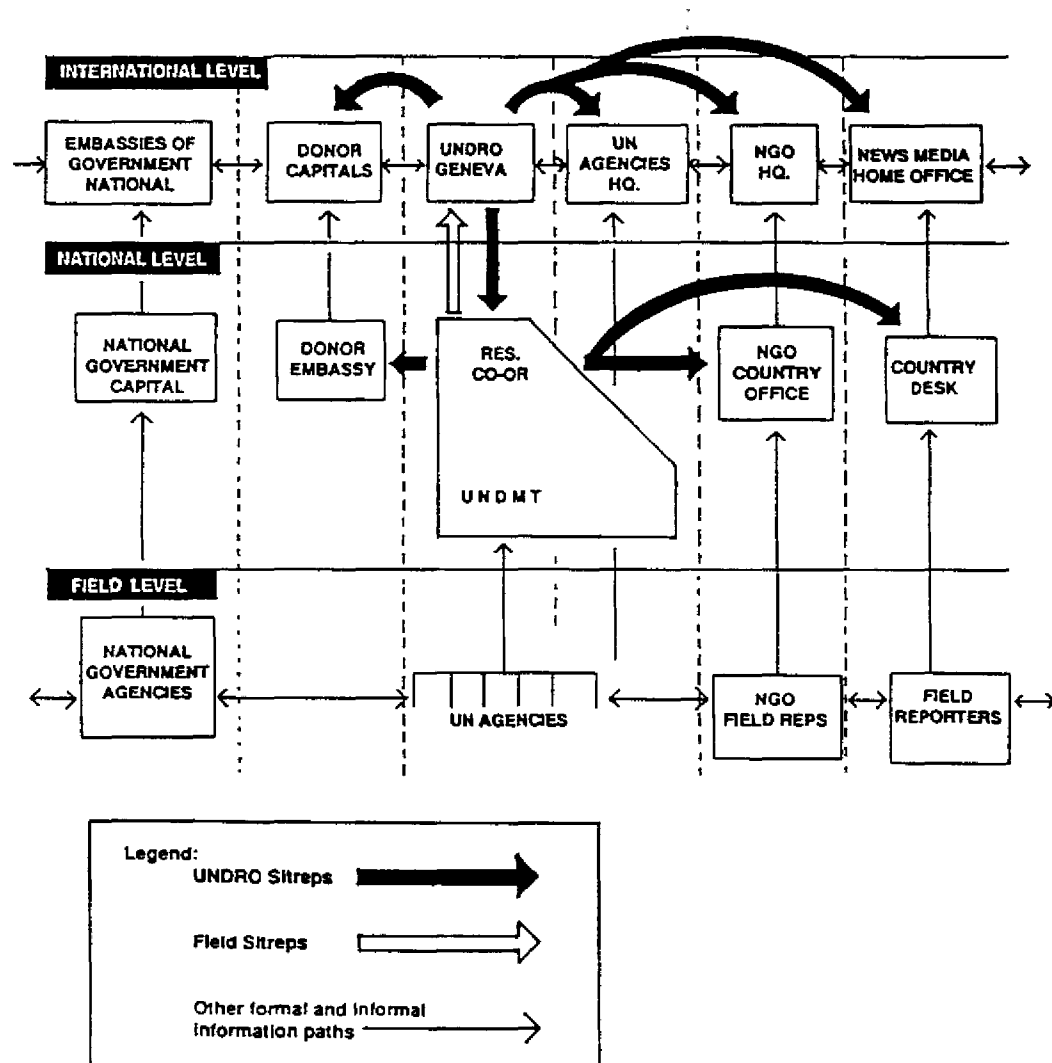 INTERNATIONAL LEVEL
EMBASSIES OF
GOVERNMENT
NATIONAL
DONOR
CAPITALS
UNDRO
GENEVA
UN
AGENCIES
HQ.
NGO
HQ.
NEWS MEDIA
HOME OFFICE
NATIONAL LEVEL
NATIONAL
GOVERNMENT
CAPITAL
DONOR
EMBASSY
RES.
CO-OR
UNDMT
NGO
COUNTRY
OFFICE
COUNTRY
DESK
FIELD LEVEL
NATIONAL
GOVERNMENT
AGENCIES
UN AGENCIES
NGO
FIELD REPS
FIELD
REPORTERS
Legend:
UNDRO Sitreps
Field Sitreps
Other formal and informal
information paths